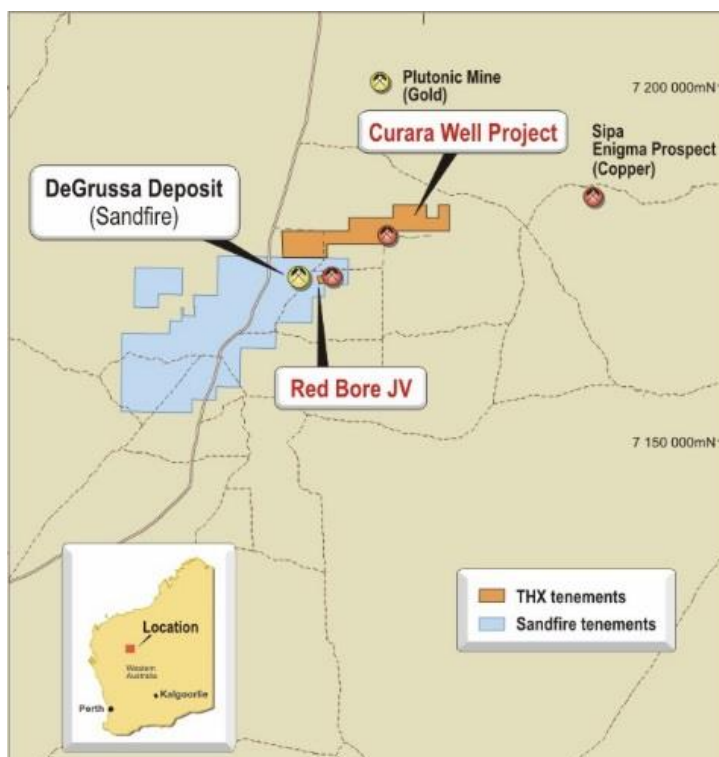 Plutonic Mine
(Gold)
7 200 000mN
Curara Well Project
Sipa
Enigma Prospect
(Copper)
DeGrussa Deposit
(Sandfire)
Red Bore JV
7 150 000mN
Location
Western
Australia
Kalgoorlie
Perth
THX tenements
Sandfire tenements